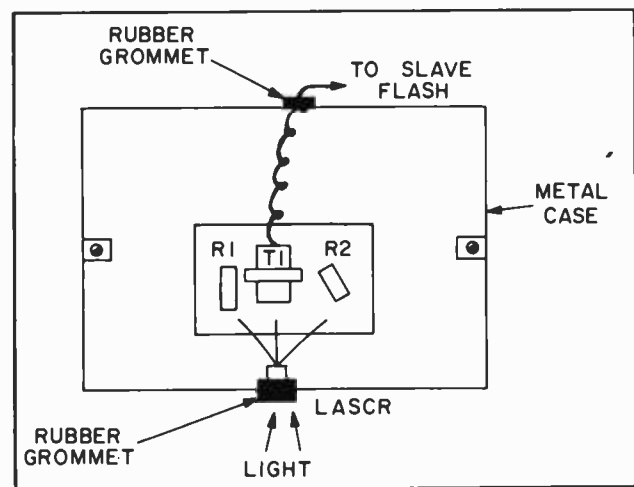 RUBBER
GROMMET
TO SLAVE
FLASH
METAL
CASE
R1
T1
R2
LASCR
RUBBER
GROMMET
LIGHT